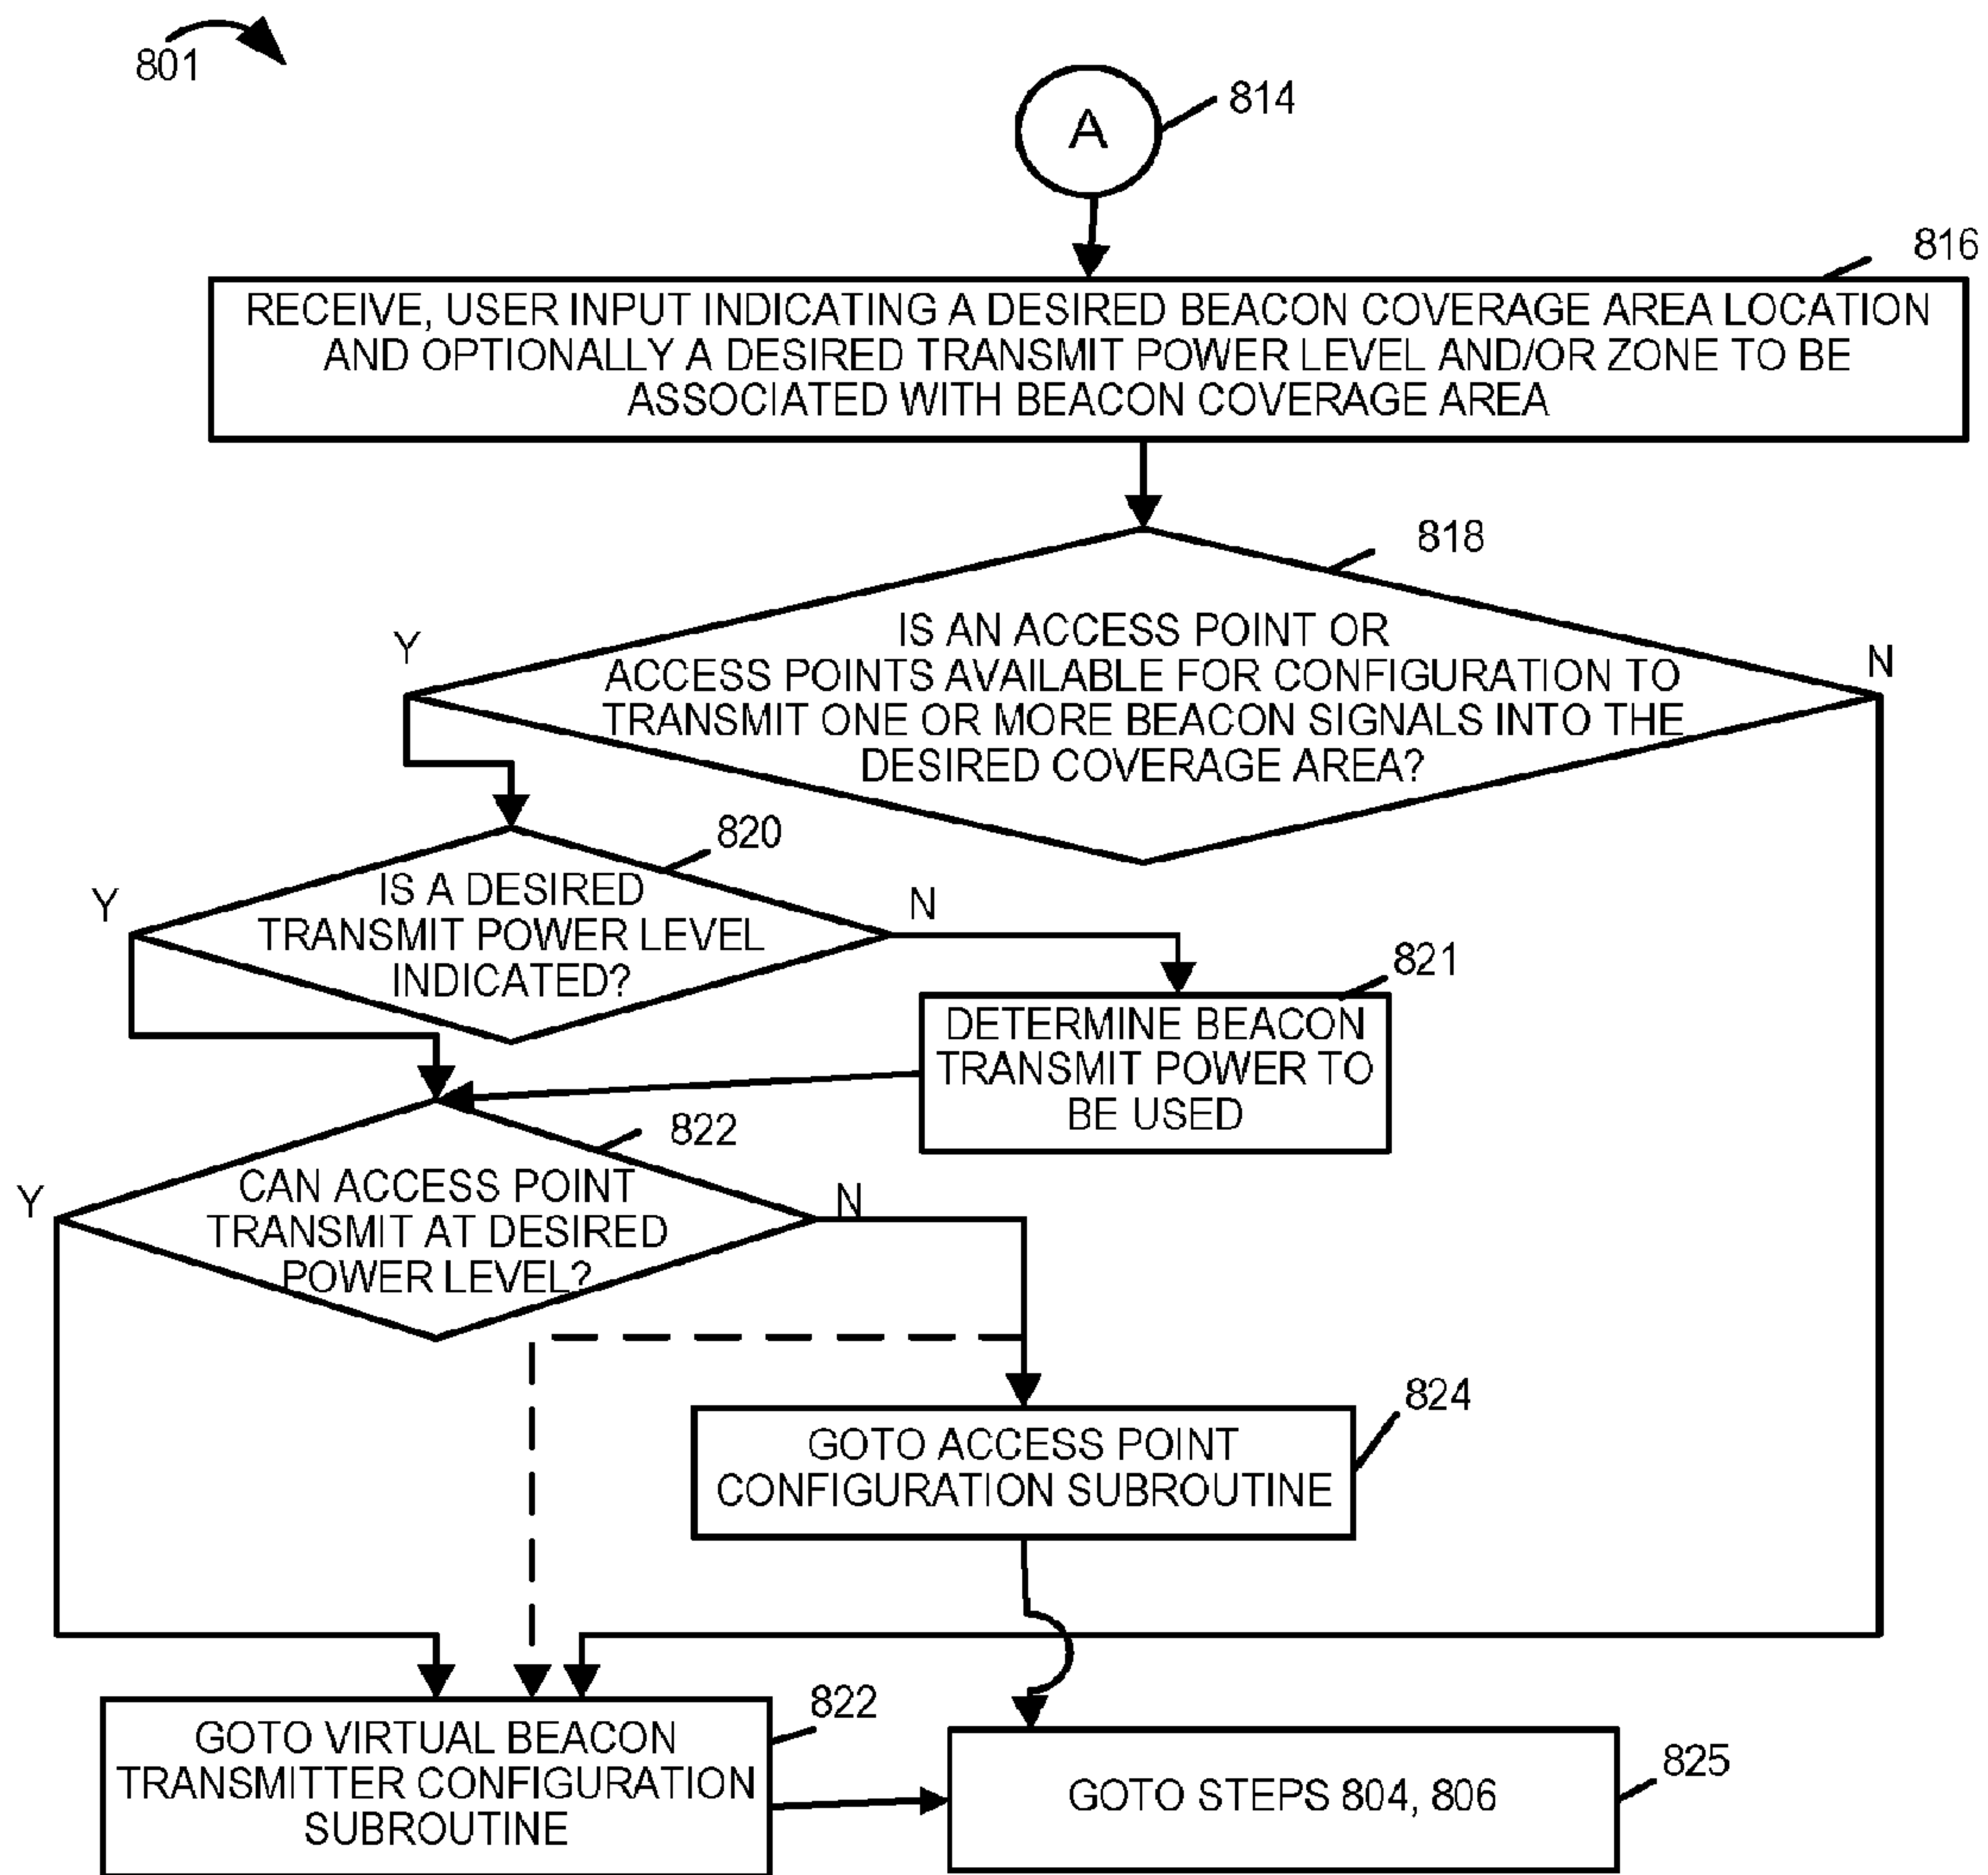 801
A
814
816
RECEIVE, USER INPUT INDICATING A DESIRED BEACON COVERAGE AREA LOCATION
AND OPTIONALLY A DESIRED TRANSMIT POWER LEVEL AND/OR ZONE TO BE
ASSOCIATED WITH BEACON COVERAGE AREA
818
Y
N
IS AN ACCESS POINT OR
ACCESS POINTS AVAILABLE FOR CONFIGURATION TO
TRANSMIT ONE OR MORE BEACON SIGNALS INTO THE
DESIRED COVERAGE AREA?
820
Y
N
IS A DESIRED
TRANSMIT POWER LEVEL
INDICATED?
821
DETERMINE BEACON
TRANSMIT POWER TO
BE USED
822
Y
N
CAN ACCESS POINT
TRANSMIT AT DESIRED
POWER LEVEL?
824
GOTO ACCESS POINT
CONFIGURATION SUBROUTINE
822
GOTO VIRTUAL BEACON
TRANSMITTER CONFIGURATION
SUBROUTINE
825
GOTO STEPS 804, 806